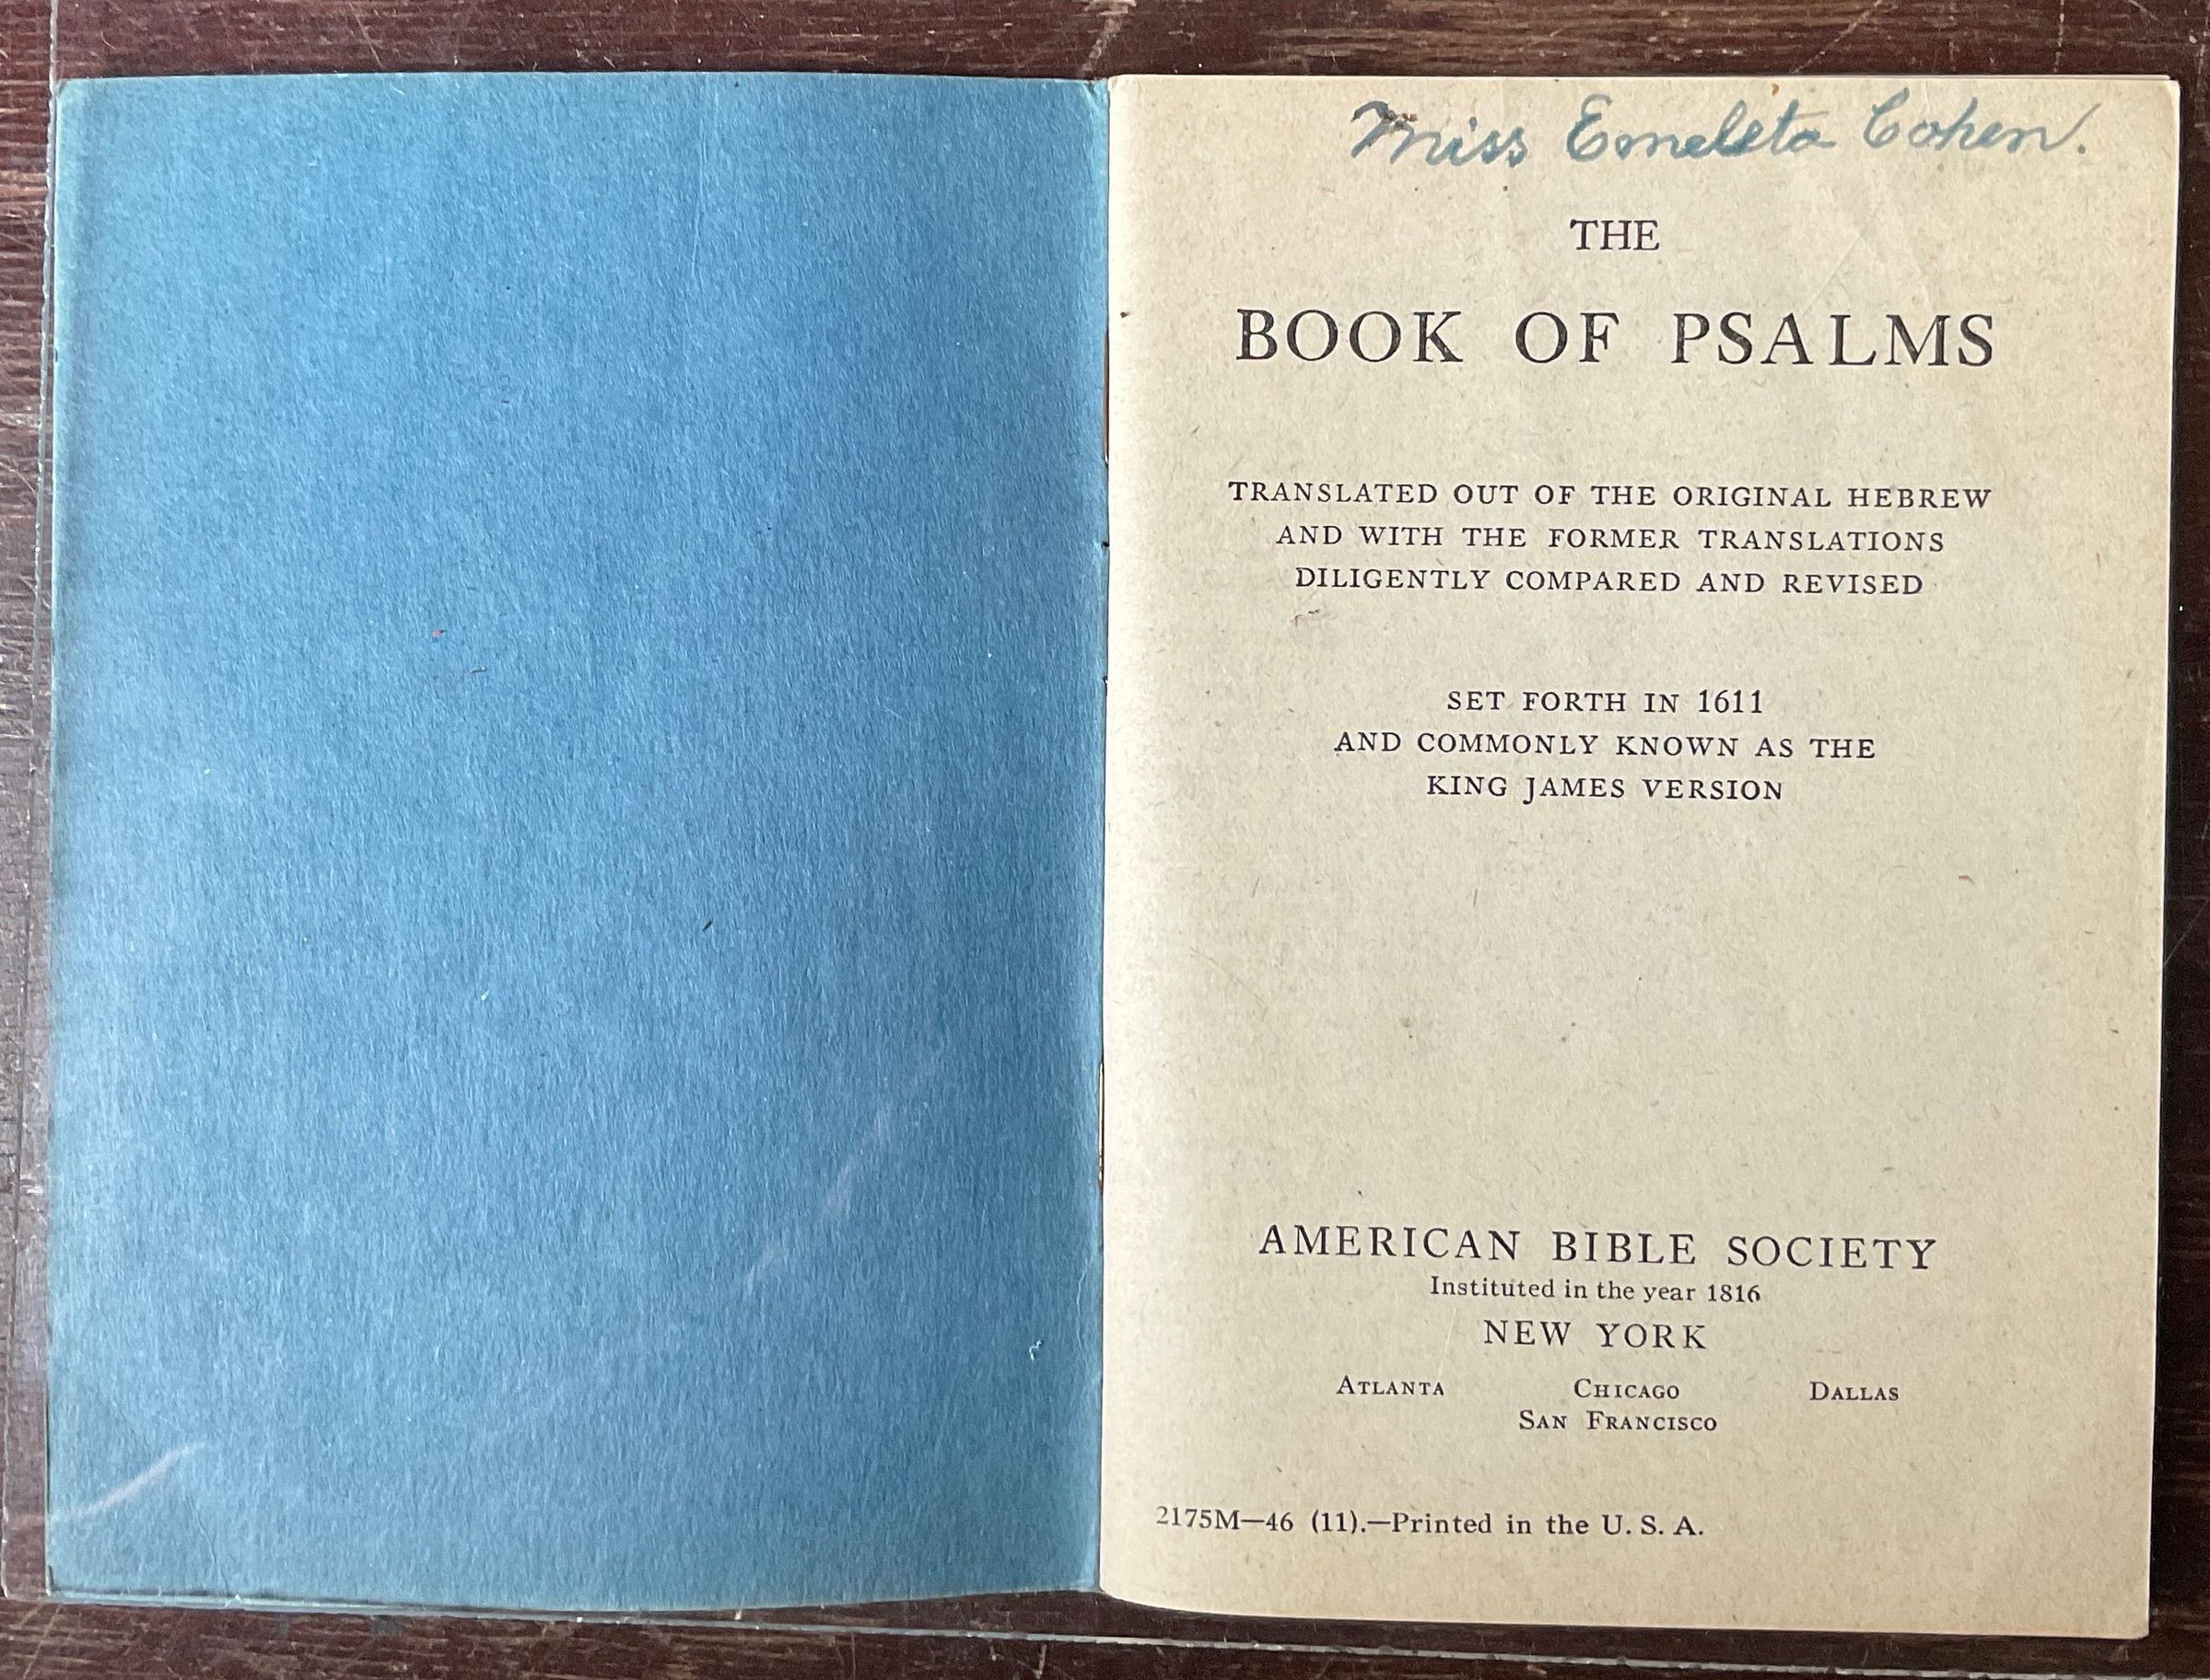 Miss Emeleta Cohen.
THE
BOOK OF PSALMS
TRANSLATED OUT OF THE ORIGINAL HEBREW
AND WITH THE FORMER TRANSLATIONS
DILIGENTLY COMPARED AND REVISED
SET FORTH IN 1611
AND COMMONLY KNOWN AS THE
KING JAMES VERSION
AMERICAN BIBLE SOCIETY
Instituted in the year 1816
NEW YORK
ATLANTA CHICAGO DALLAS
SAN FRANCISCO
2175M—46 (11).—Printed in the U. S. A.